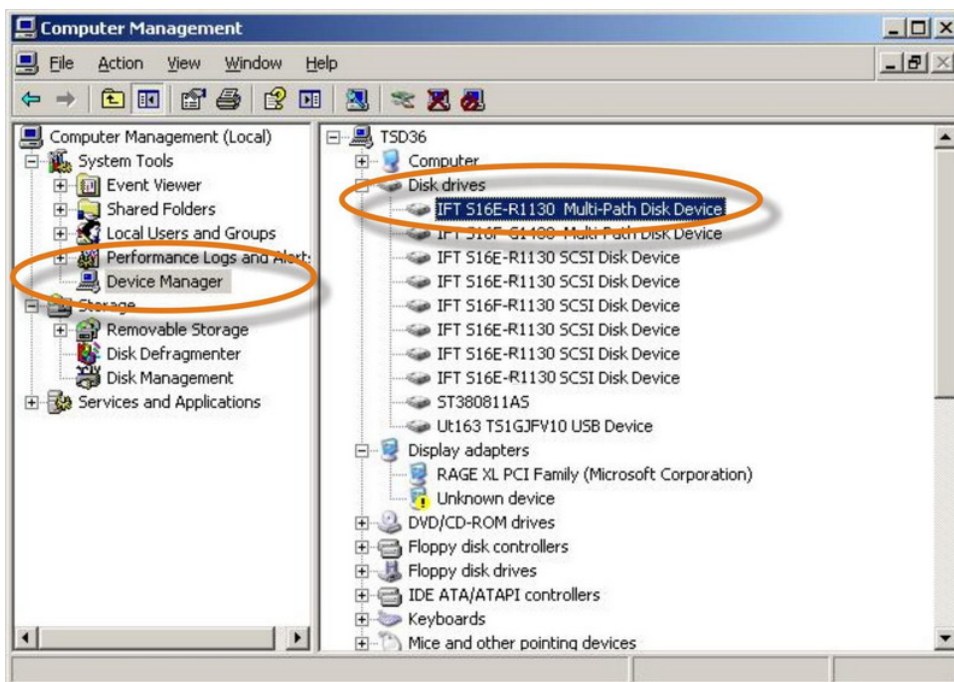 Computer Management
File Action View Window Help
Computer Management (Local)
System Tools
Event Viewer
Shared Folders
Local Users and Groups
Performance Logs and Alert
Device Manager
Storage
Removable Storage
Disk Defragmenter
Disk Management
Services and Applications
TSD36
Computer
Disk drives
IFT S16E-R1130 Multi-Path Disk Device
Multi-Path Disk Device
IFT S16E-R1130 SCSI Disk Device
IFT S16E-R1130 SCSI Disk Device
IFT S16F-R1130 SCSI Disk Device
IFT S16E-R1130 SCSI Disk Device
IFT S16E-R1130 SCSI Disk Device
IFT S16E-R1130 SCSI Disk Device
ST380811AS
Ut163 TS1GJFV10 USB Device
Display adapters
RAGE XL PCI Family (Microsoft Corporation)
Unknown device
DVD/CD-ROM drives
Floppy disk controllers
Floppy disk drives
IDE ATA/ATAPI controllers
Keyboards
Mice and other pointing devices